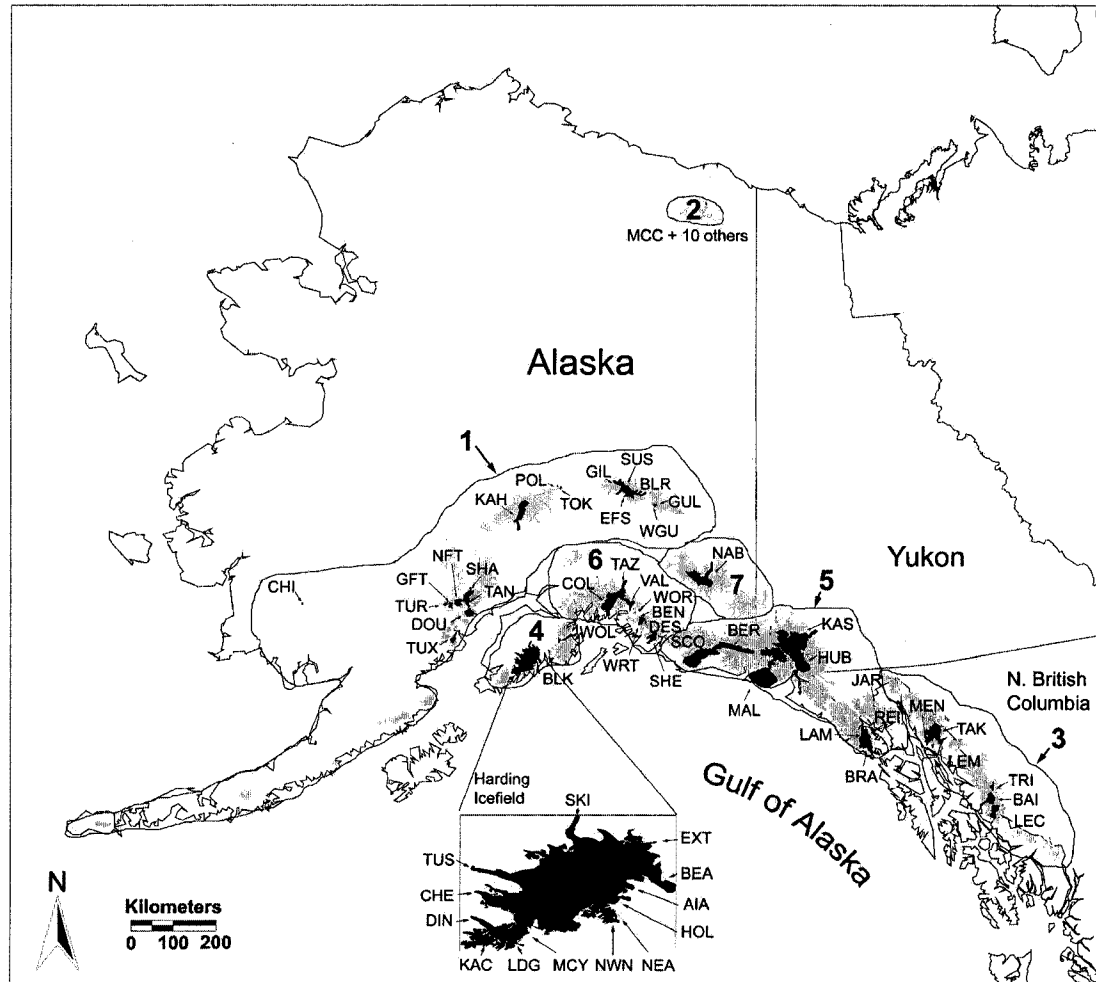 2
MCC + 10 others
Alaska
1
SUS
GIL
BLR
POL
KAH
TOK
GUL
EFS
WGU
Yukon
NFT
SHA
6
TAZ
NAB
7
5
CHI
GFT
TAN
COL
VAL
WOR
TUR
BEN
KAS
DOU
DES
4
WOL
SCO
BER
TUX
HUB
BLK
WRT
SHE
MAL
JAR
N. British
Columbia
MEN
REI
TAK
3
LAM
LEM
BRA
TRI
BAI
LEC
Gulf of Alaska
Harding
Icefield
SKI
EXT
TUS
BEA
CHE
AIA
DIN
HOL
KAC
LDG
MCY
NWN
NEA
N
Kilometers
0 100 200